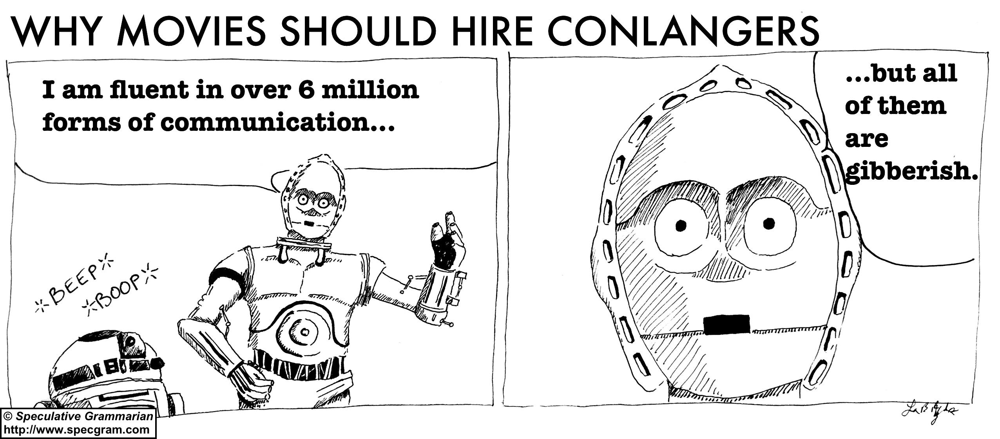 WHY MOVIES SHOULD HIRE CONLANGERS
I am fluent in over 6 million
forms of communication...
*BEEP*
*BOOP*
...but all
of them
are
gibberish.
© Speculative Grammarian
http://www.specgram.com